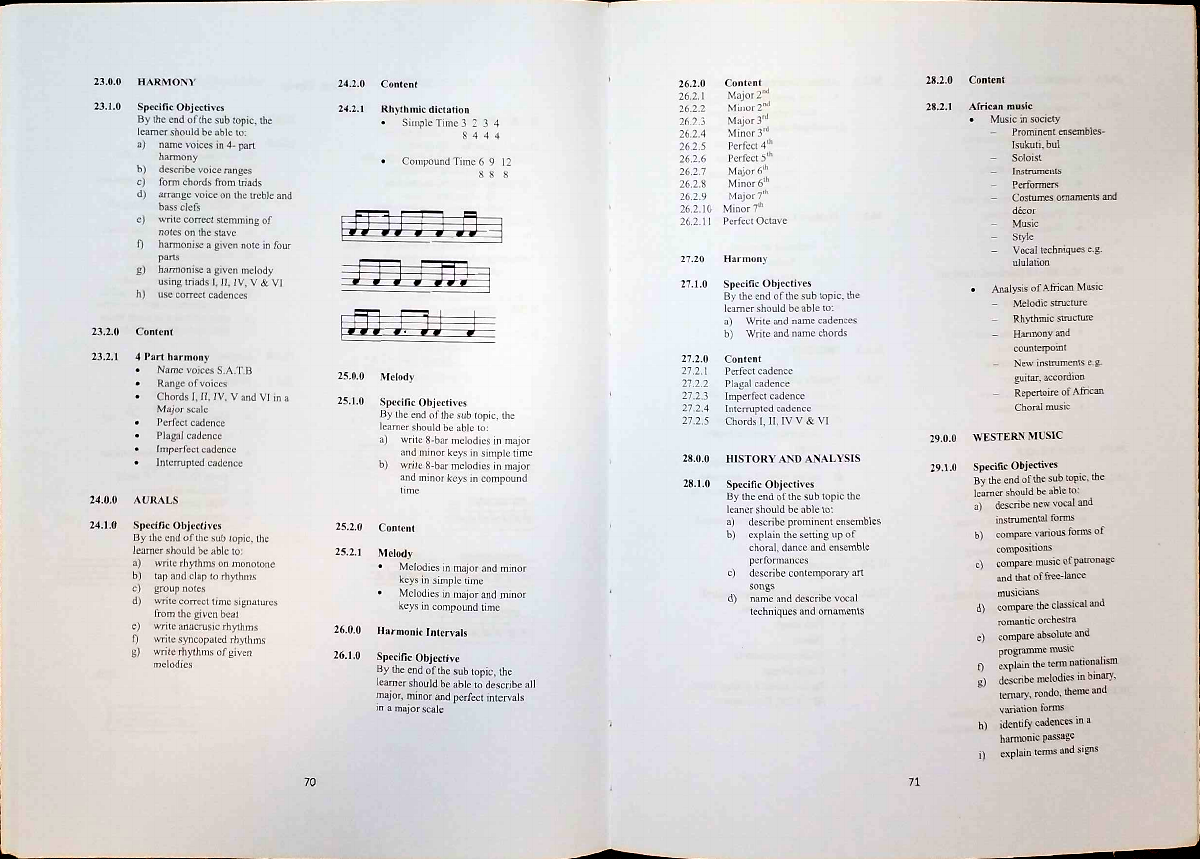 23.0.0 HARMONY
23.1.0 Specific Objectives
By the end of the sub topic, the
learner should be able to:
a) name voices in 4- part
harmony
b) describe voice ranges
c) form chords from triads
d) arrange voice on the treble and
bass clefs
e) write correct stemming of
notes on the stave
f) harmonise a given note in four
parts
g) harmonise a given melody
using triads I, II, IV, V & VI
h) use correct cadences
23.2.0 Content
23.2.1 4 Part harmony
• Name voices S.A.T.B
• Range of voices
• Chords I, II, IV, V and VI in a
Major scale
• Perfect cadence
• Plagal cadence
• Imperfect cadence
• Interrupted cadence
24.0.0 AURALS
24.1.0 Specific Objectives
By the end of the sub topic, the
learner should be able to:
a) write rhythms on monotone
b) tap and clap to rhythms
c) group notes
d) write correct time signatures
from the given beat
e) write anacrusic rhythms
f) write syncopated rhythms
g) write rhythms of given
melodies
24.2.0 Content
24.2.1 Rhythmic dictation
• Simple Time 3 2 3 4
8 4 4 4
• Compound Time 6 9 12
8 8 8
25.0.0 Melody
25.1.0 Specific Objectives
By the end of the sub topic, the
learner should be able to:
a) write 8-bar melodies in major
and minor keys in simple time
b) write 8-bar melodies in major
and minor keys in compound
time
25.2.0 Content
25.2.1 Melody
• Melodies in major and minor
keys in simple time
• Melodies in major and minor
keys in compound time
26.0.0 Harmonic Intervals
26.1.0 Specific Objective
By the end of the sub topic, the
learner should be able to describe all
major, minor and perfect intervals
in a major scale
70
26.2.0 Content
26.2.1 Major 2nd
26.2.2 Minor 2nd
26.2.3 Major 3rd
26.2.4 Minor 3rd
26.2.5 Perfect 4th
26.2.6 Perfect 5th
26.2.7 Major 6th
26.2.8 Minor 6th
26.2.9 Major 7th
26.2.10 Minor 7th
26.2.11 Perfect Octave
27.20 Harmony
27.1.0 Specific Objectives
By the end of the sub topic, the
learner should be able to:
a) Write and name cadences
b) Write and name chords
27.2.0 Content
27.2.1 Perfect cadence
27.2.2 Plagal cadence
27.2.3 Imperfect cadence
27.2.4 Interrupted cadence
27.2.5 Chords I, II, IV V & VI
28.0.0 HISTORY AND ANALYSIS
28.1.0 Specific Objectives
By the end of the sub topic the
leaner should be able to:
a) describe prominent ensembles
b) explain the setting up of
choral, dance and ensemble
performances
c) describe contemporary art
songs
d) name and describe vocal
techniques and ornaments
28.2.0 Content
28.2.1 African music
• Music in society
– Prominent ensembles-
Isukuti, bul
– Soloist
– Instruments
– Performers
– Costumes ornaments and
décor
– Music
– Style
– Vocal techniques e.g.
ululation
• Analysis of African Music
– Melodic structure
– Rhythmic structure
– Harmony and
counterpoint
– New instruments e.g.
guitar, accordion
– Repertoire of African
Choral music
29.0.0 WESTERN MUSIC
29.1.0 Specific Objectives
By the end of the sub topic, the
learner should be able to:
a) describe new vocal and
instrumental forms
b) compare various forms of
compositions
c) compare music of patronage
and that of free-lance
musicians
d) compare the classical and
romantic orchestra
e) compare absolute and
programme music
f) explain the term nationalism
g) describe melodies in binary,
ternary, rondo, theme and
variation forms
h) identify cadences in a
harmonic passage
i) explain terms and signs
71